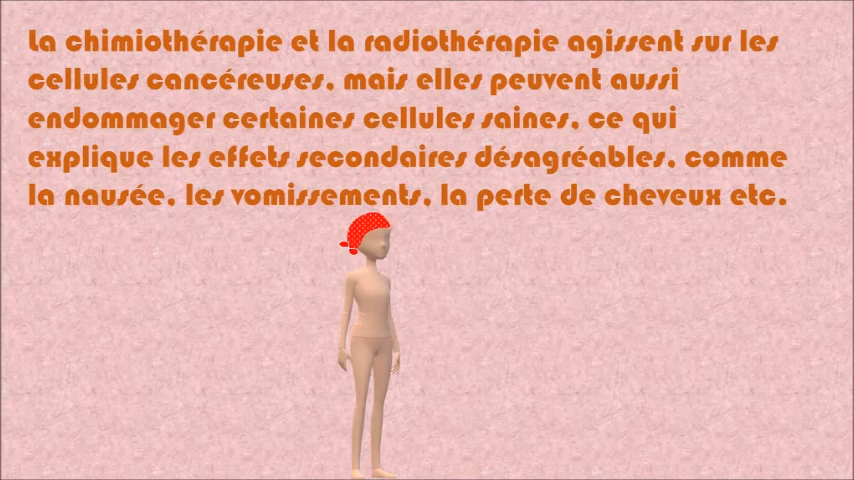 La chimiothérapie et la radiothérapie agissent sur les
cellules cancéreuses, mais elles peuvent aussi
endommager certaines cellules saines, ce qui
explique les effets secondaires désagréables, comme
la nausée, les vomissements, la perte de cheveux etc.